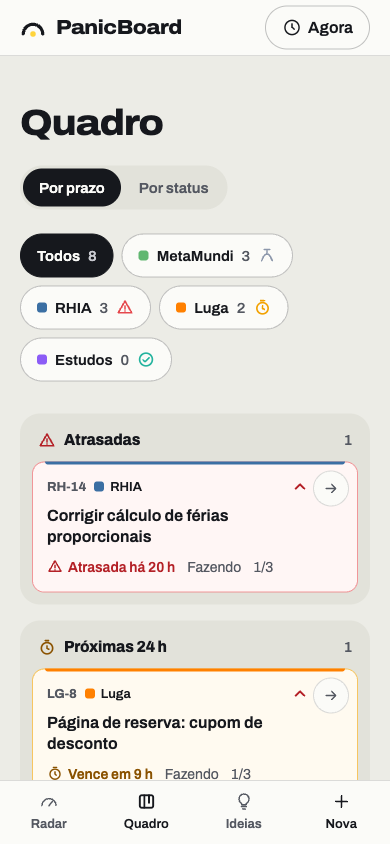 PanicBoard
Agora
Quadro
Por prazo
Por status
Todos 8
MetaMundi 3
RHIA 3
Luga 2
Estudos 0
Atrasadas 1
RH-14 RHIA
Corrigir cálculo de férias
proporcionais
Atrasada há 20 h Fazendo 1/3
Próximas 24 h 1
LG-8 Luga
Página de reserva: cupom de
desconto
Vence em 9 h Fazendo 1/3
Radar
Quadro
Ideias
Nova